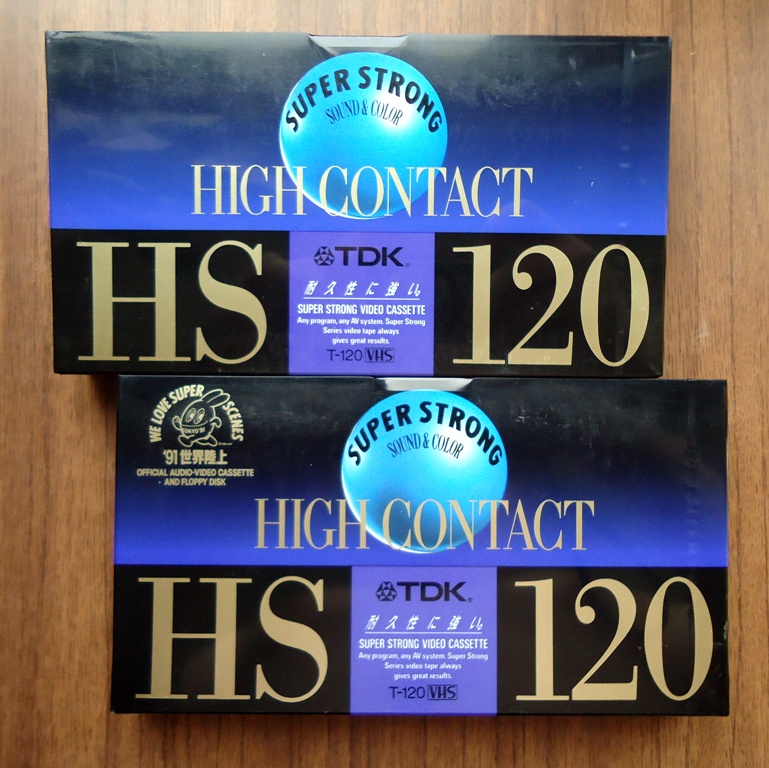 SUPER STRONG
SOUND & COLOR
HIGH CONTACT
HS
TDK
耐久性に強い。
SUPER STRONG VIDEO CASSETTE
Any program, any AV system. Super Strong
Series video tape always
gives great results.
T-120 VHS
120
WE LOVE SUPER SCENES
TOKYO'91
'91 世界陸上
OFFICIAL AUDIO-VIDEO CASSETTE
AND FLOPPY DISK
SUPER STRONG
SOUND & COLOR
HIGH CONTACT
HS
TDK
耐久性に強い。
SUPER STRONG VIDEO CASSETTE
Any program, any AV system. Super Strong
Series video tape always
gives great results.
T-120 VHS
120